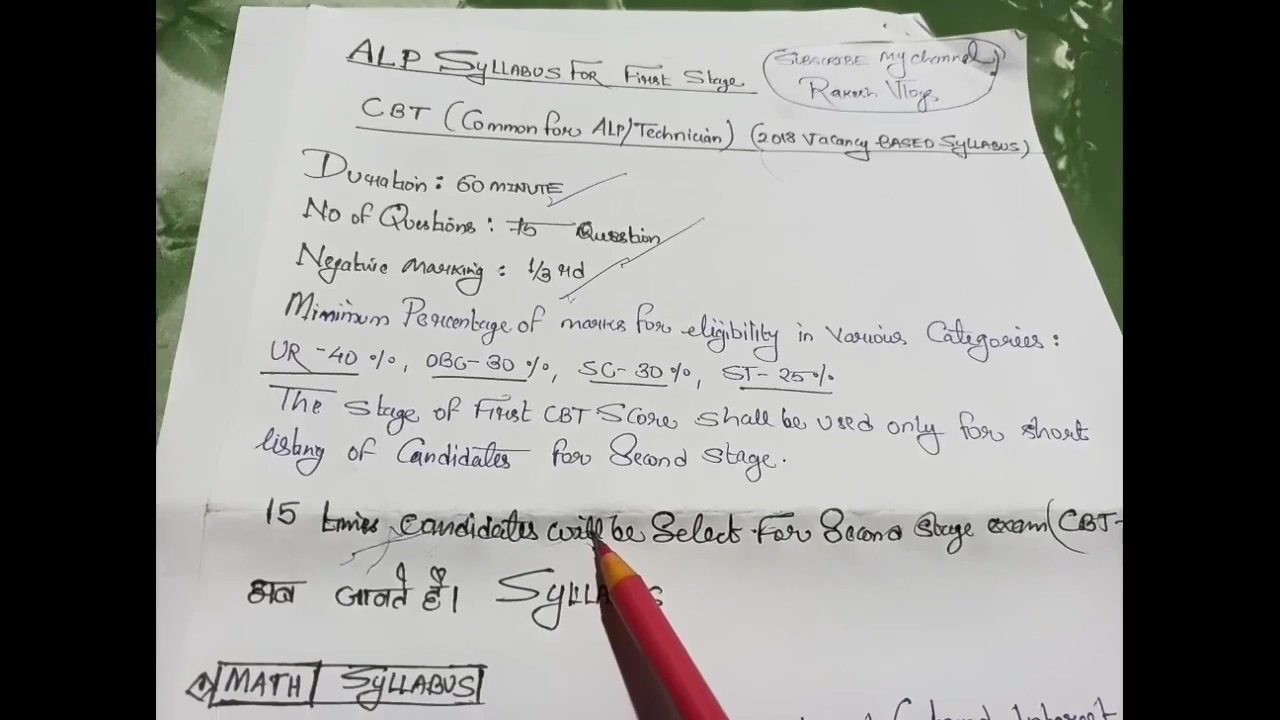 ALP SYLLABUS FOR FIRST Stage
SUBSCRIBE my channel
Rakesh Vlogs
CBT (Common for ALP/Technician) (2018 Vacancy BASED SYLLABUS)
Duration: 60 MINUTE
No of Questions: 75 Question
Negative marking: 1/3 rd
Minimum Percentage of marks for eligibility in various Categories:
UR-40%, OBC-30%, SC-30%, ST-25%
The stage of First CBT Score shall be used only for short
listing of Candidates for Second stage.
15 times candidates will be Select For Second Stage exam (CBT-
अब जानते हैं। SYLLABUS
MATH SYLLABUS